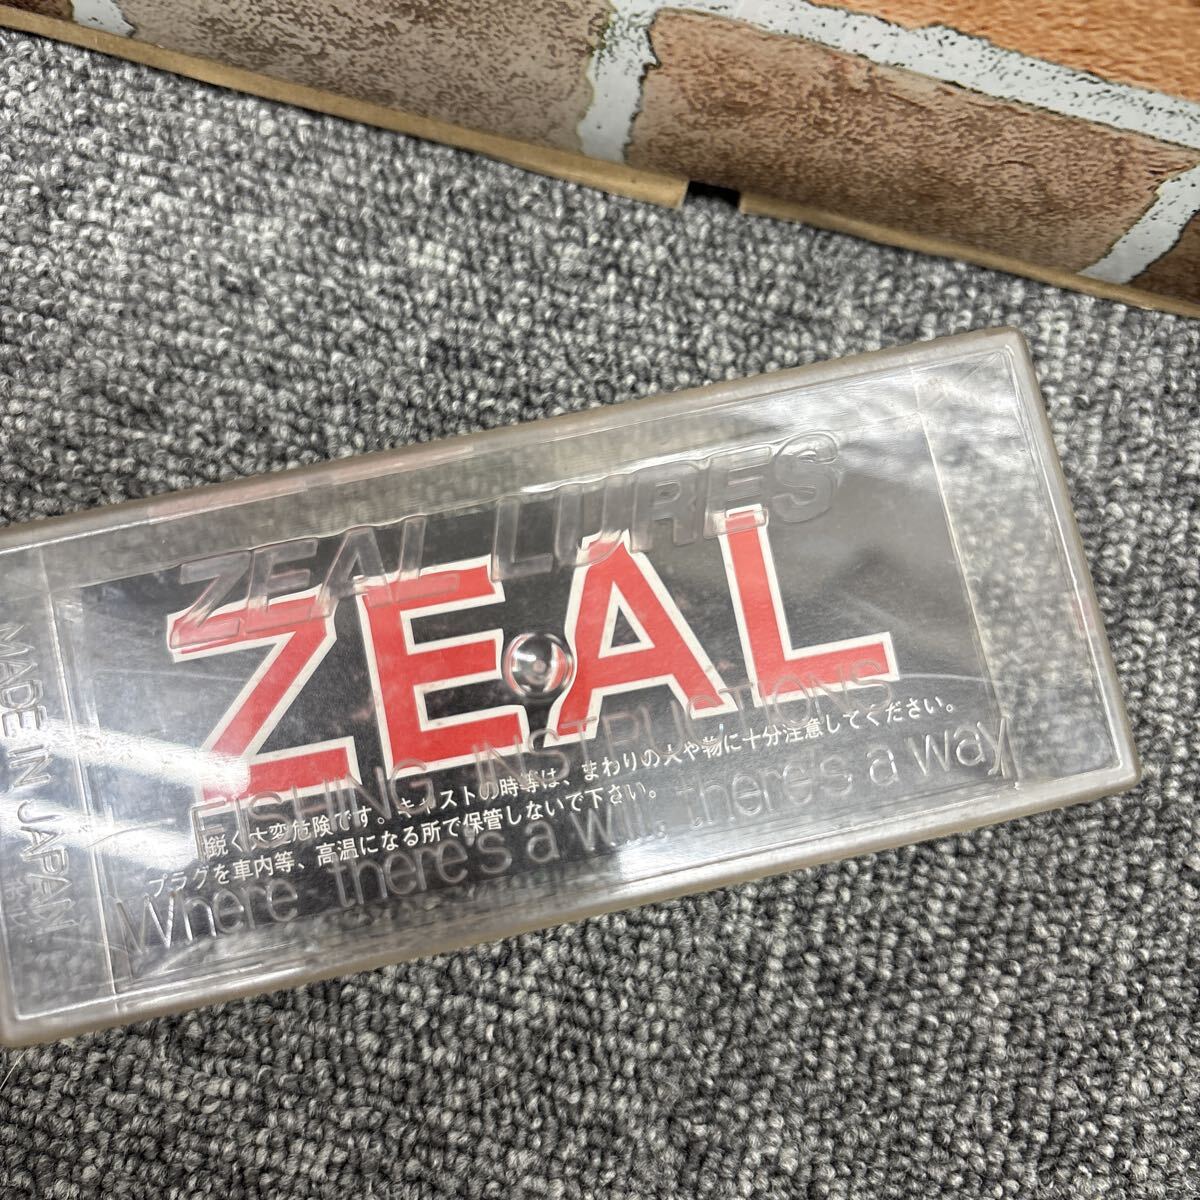 ZEAL LURES
ZEAL
FISHING INSTRUCTIONS
鋭く大変危険です。キャストの時等は、まわりの人や物に十分注意してください。
プラグを車内等、高温になる所で保管しないで下さい。
Where there's a will, there's a way
MADE IN JAPAN